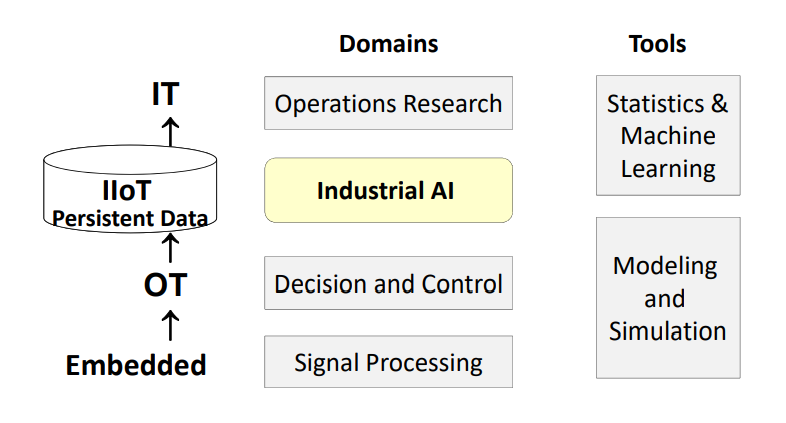 Domains
Tools
IT
IIoT
Persistent Data
OT
Embedded
Operations Research
Industrial AI
Decision and Control
Signal Processing
Statistics &
Machine
Learning
Modeling
and
Simulation